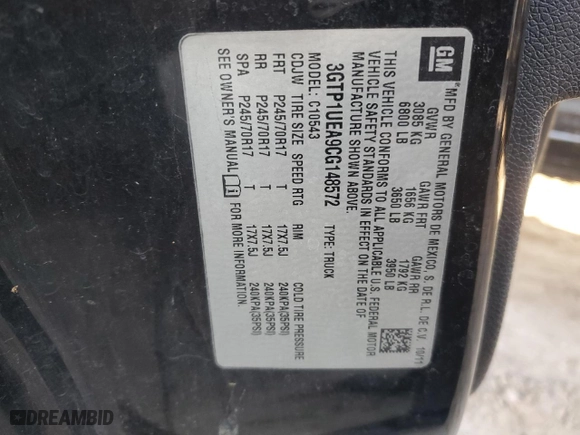 GM
MFD BY GENERAL MOTORS DE MEXICO, S. DE R.L. DE C.V. 10/11
GVWR GAWR FRT GAWR RR
3085 KG 1656 KG 1792 KG
6800 LB 3650 LB 3950 LB
THIS VEHICLE CONFORMS TO ALL APPLICABLE U.S. FEDERAL MOTOR
VEHICLE SAFETY STANDARDS IN EFFECT ON THE DATE OF
MANUFACTURE SHOWN ABOVE.
3GTP1UEA9CG148572
TYPE: TRUCK
MODEL: C10543
CDJW TIRE SIZE SPEED RTG RIM COLD TIRE PRESSURE
FRT P245/70R17 T 17X7.5J 240KPA(35PSI)
RR P245/70R17 T 17X7.5J 240KPA(35PSI)
SPA P245/70R17 T 17X7.5J 240KPA(35PSI)
SEE OWNER'S MANUAL FOR MORE INFORMATION.
DREAMBID